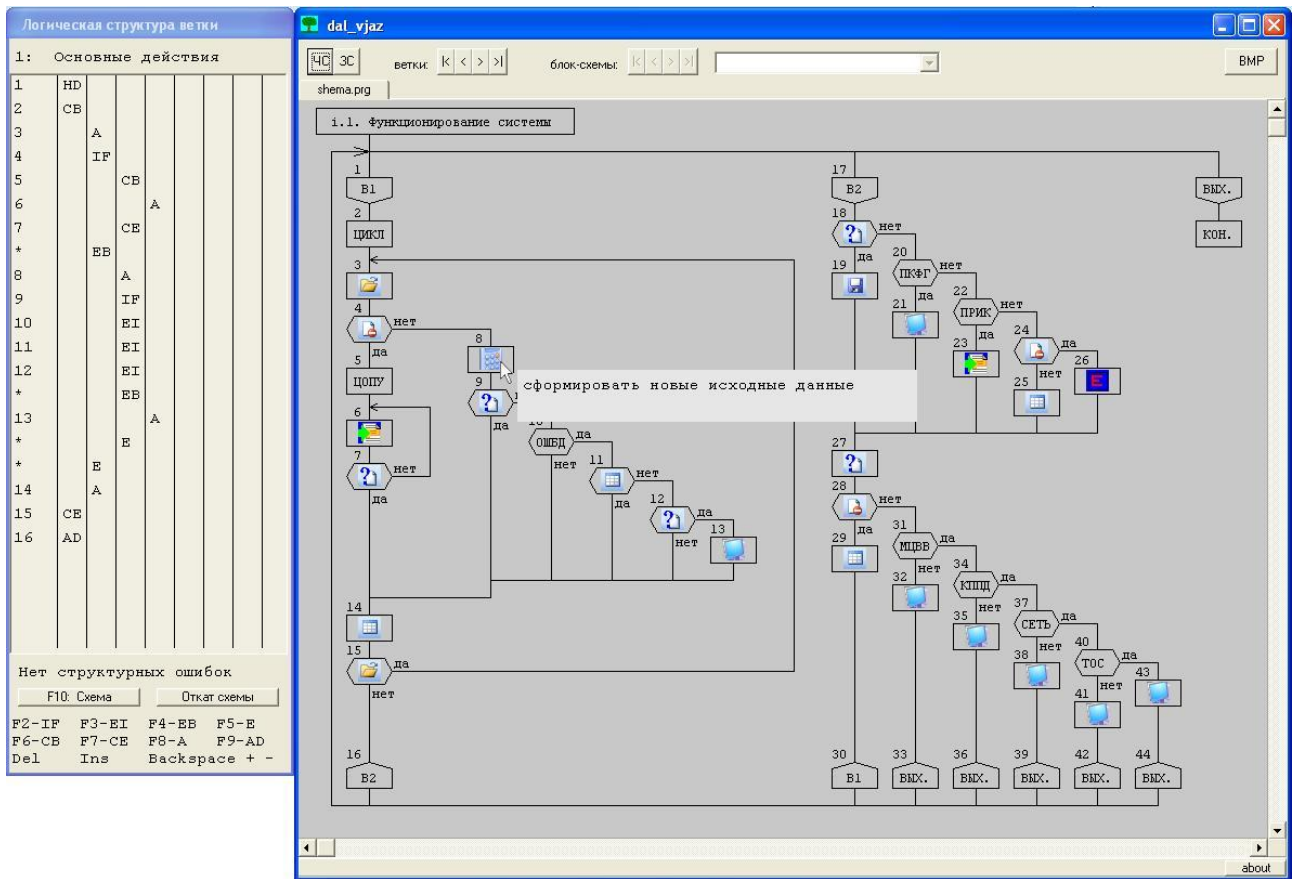 Логическая структура ветки
1: Основные действия
1 HD
2 CB
3 A
4 IF
5 CB
6 A
7 CE
* EB
8 A
9 IF
10 EI
11 EI
12 EI
* EB
13 A
* E
* E
14 A
15 CE
16 AD
Нет структурных ошибок
F10: Схема Откат схемы
F2-IF F3-EI F4-EB F5-E
F6-CB F7-CE F8-A F9-AD
Del Ins Backspace + -
dal_vjaz
ЧС ЗС ветки: K < > >| блок-схемы: K < > >| BMP
shema.prg
i.1. Функционирование системы
1
В1
2
ЦИКЛ
3
4
нет
да
5
ЦОПУ
6
7
нет
да
8
9
да
сформировать новые исходные данные
ОШБД
да
нет
11
нет
да
12
да
нет
13
14
15
да
нет
16
В2
17
В2
18
нет
да
19
20
ПКФГ
нет
да
21
22
ПРИК
нет
да
23
24
да
нет
25
26
E
27
28
нет
да
29
30
В1
31
МЦВВ
да
нет
32
33
ВЫХ.
34
КППД
да
нет
35
36
ВЫХ.
37
СЕТЬ
да
нет
38
39
ВЫХ.
40
ТОС
да
нет
41
42
ВЫХ.
43
44
ВЫХ.
ВЫХ.
КОН.
about